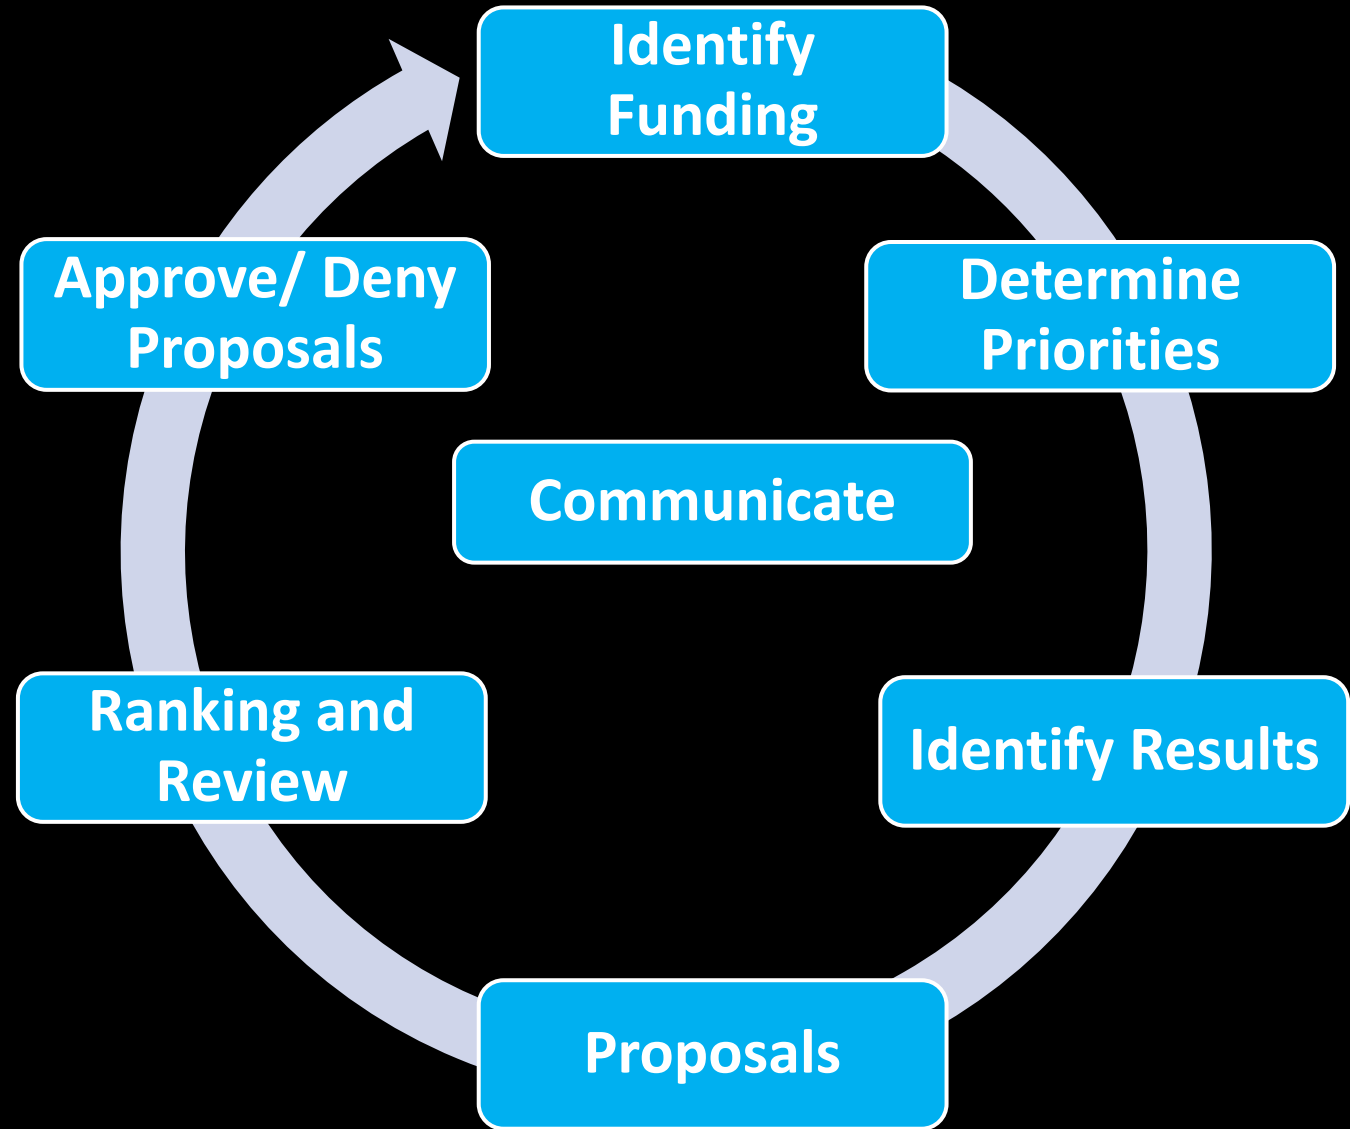 Identify
Funding
Determine
Priorities
Identify Results
Proposals
Ranking and
Review
Approve/ Deny
Proposals
Communicate